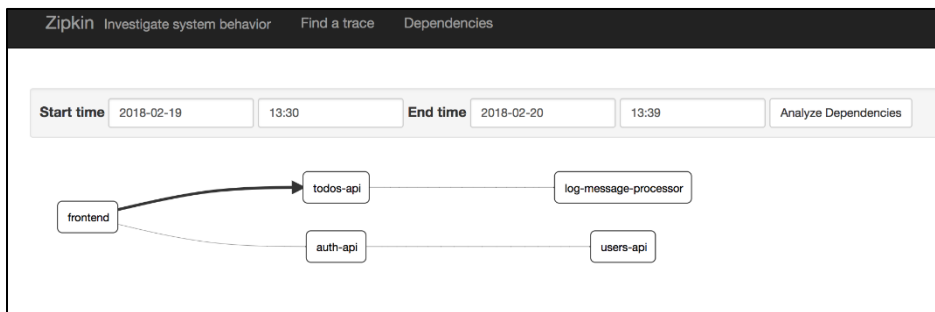 Zipkin Investigate system behavior Find a trace Dependencies
Start time 2018-02-19 13:30 End time 2018-02-20 13:39 Analyze Dependencies
todos-api log-message-processor
frontend
auth-api users-api